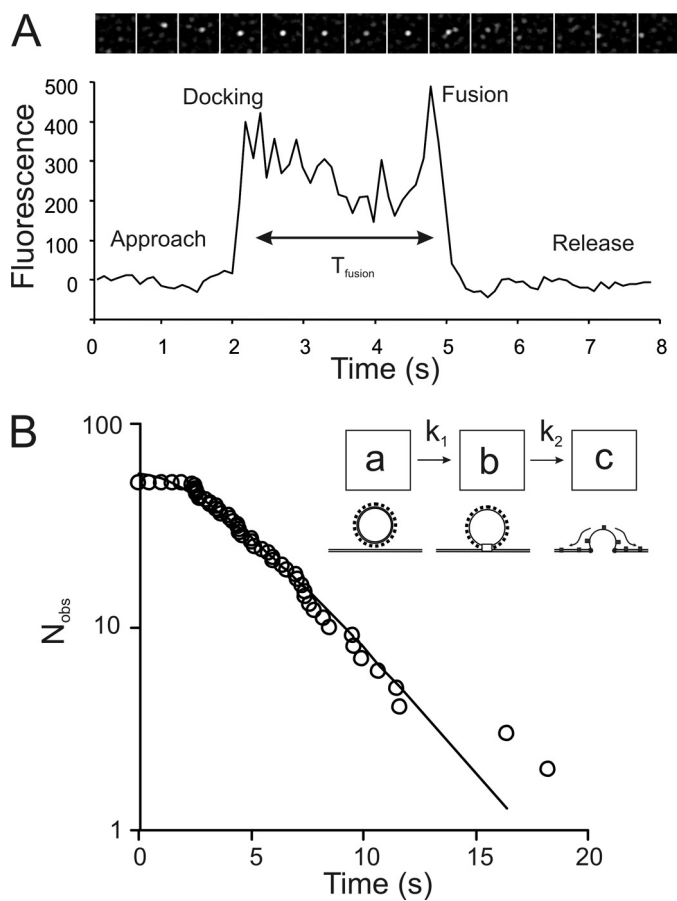 A
500
400
300
200
100
0
Fluorescence
Docking
Fusion
Approach
Release
Tfusion
0 1 2 3 4 5 6 7 8
Time (s)
B
100
10
1
Nobs
k1 k2
a b c
0 5 10 15 20
Time (s)